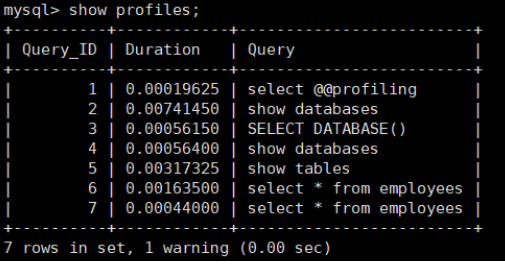 mysql> show profiles;
+----------+------------+-------------------------+
| Query_ID | Duration | Query |
+----------+------------+-------------------------+
| 1 | 0.00019625 | select @@profiling |
| 2 | 0.00741450 | show databases |
| 3 | 0.00056150 | SELECT DATABASE() |
| 4 | 0.00056400 | show databases |
| 5 | 0.00317325 | show tables |
| 6 | 0.00163500 | select * from employees |
| 7 | 0.00044000 | select * from employees |
+----------+------------+-------------------------+
7 rows in set, 1 warning (0.00 sec)